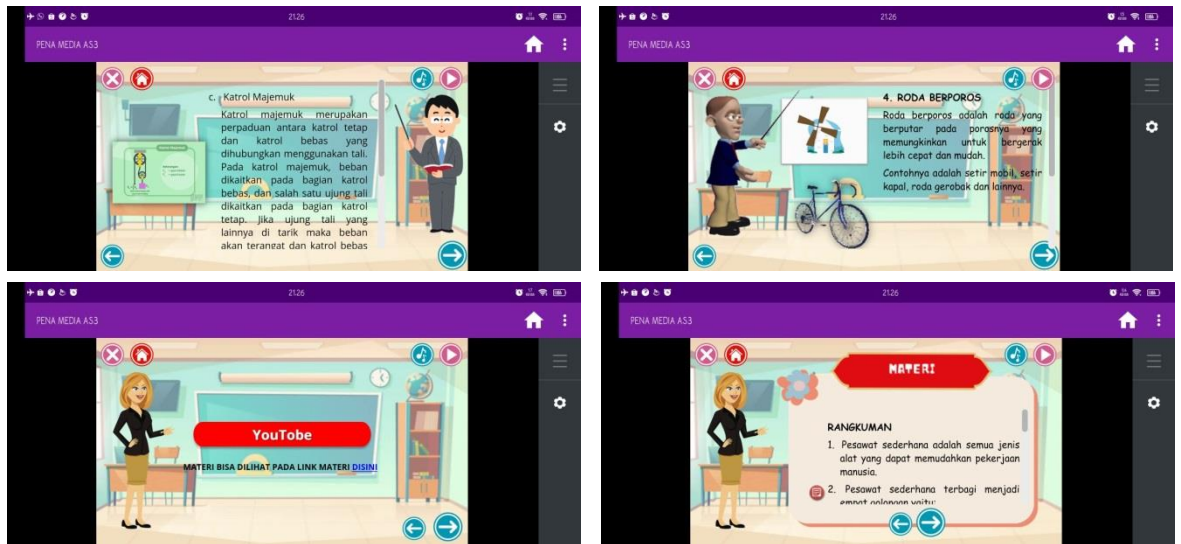 21.26
PENA MEDIA AS3
c. Katrol Majemuk
Katrol majemuk merupakan
perpaduan antara katrol tetap
dan katrol bebas yang
dihubungkan menggunakan tali.
Pada katrol majemuk, beban
dikaitkan pada bagian katrol
bebas, dan salah satu ujung tali
dikaitkan pada bagian katrol
tetap. Jika ujung tali yang
lainnya di tarik maka beban
akan terangat dan katrol bebas
21.26
PENA MEDIA AS3
4. RODA BERPOROS
Roda berporos adalah roda yang
berputar pada porosnya yang
memungkinkan untuk bergerak
lebih cepat dan mudah.
Contohnya adalah setir mobil, setir
kapal, roda gerobak dan lainnya.
21.26
PENA MEDIA AS3
YouTobe
MATERI BISA DILIHAT PADA LINK MATERI DISINI
21.26
PENA MEDIA AS3
MATERI
RANGKUMAN
1. Pesawat sederhana adalah semua jenis
alat yang dapat memudahkan pekerjaan
manusia.
2. Pesawat sederhana terbagi menjadi
empat golongan yaitu: